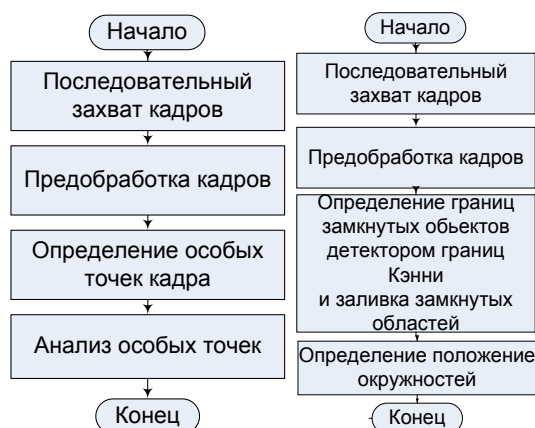 Начало
Последовательный
захват кадров
Предобработка кадров
Определение особых
точек кадра
Анализ особых точек
Конец
Начало
Последовательный
захват кадров
Предобработка кадров
Определение границ
замкнутых обьектов
детектором границ
Кэнни
и заливка замкнутых
областей
Определение положение
окружностей
Конец